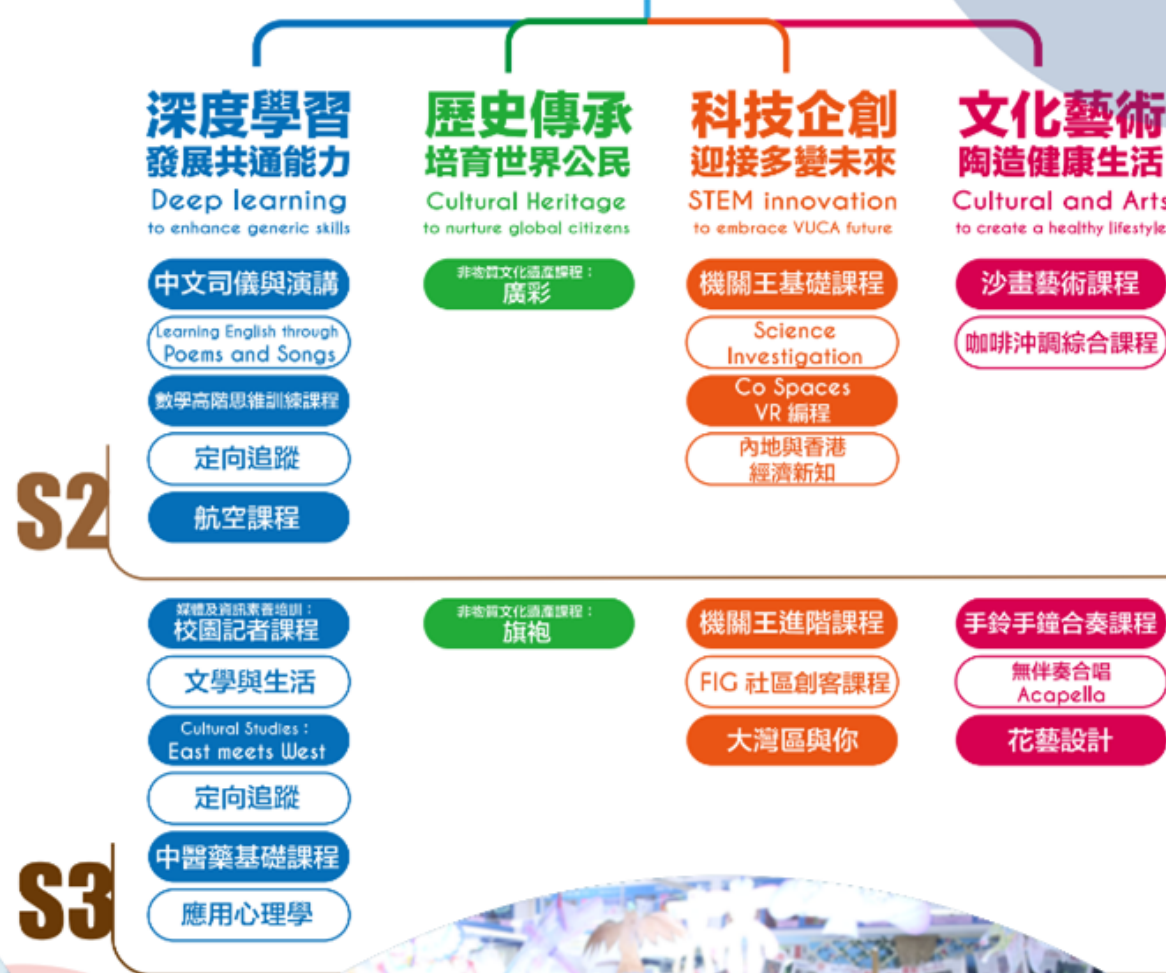 深度學習
發展共通能力
Deep learning
to enhance generic skills
歷史傳承
培育世界公民
Cultural Heritage
to nurture global citizens
科技企創
迎接多變未來
STEM innovation
to embrace VUCA future
文化藝術
陶造健康生活
Cultural and Arts
to create a healthy lifestyle
S2
中文司儀與演講
Learning English through
Poems and Songs
數學高階思維訓練課程
定向追蹤
航空課程
非物質文化遺產課程：
廣彩
機關王基礎課程
Science
Investigation
Co Spaces
VR 編程
內地與香港
經濟新知
沙畫藝術課程
咖啡沖調綜合課程
S3
媒體及資訊素養培訓：
校園記者課程
文學與生活
Cultural Studies：
East meets West
定向追蹤
中醫藥基礎課程
應用心理學
非物質文化遺產課程：
旗袍
機關王進階課程
FIG 社區創客課程
大灣區與你
手鈴手鐘合奏課程
無伴奏合唱
Acapella
花藝設計